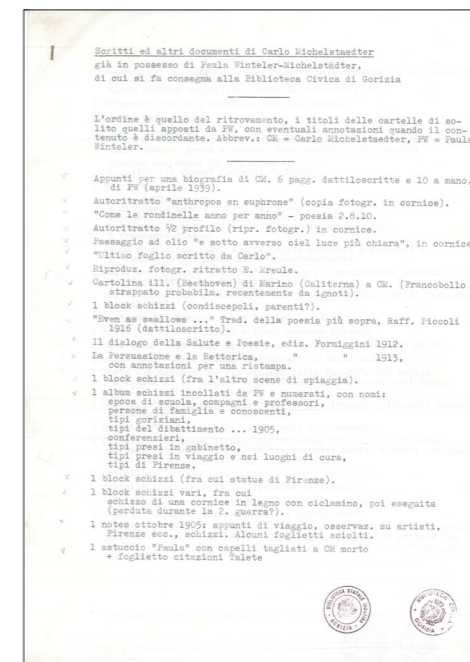 Scritti ed altri documenti di Carlo Michelstaedter
già in possesso di Paula Winteler-Michelstädter,
di cui si fa consegna alla Biblioteca Civica di Gorizia
L'ordine è quello del ritrovamento, i titoli delle cartelle di so-
lito quelli apposti da PW, con eventuali annotazioni quando il con-
tenuto è discordante. Abbrev.: CM = Carlo Michelstaedter, PW = Paula
Winteler.
Appunti per una biografia di CM. 6 pagg. dattiloscritte e 10 a mano,
di PW (aprile 1939).
Autoritratto "anthropos en euphrone" (copia fotogr. in cornice).
"Come le rondinelle anno per anno" - poesia 2.8.10.
Autoritratto ½ profilo (ripr. fotogr.) in cornice.
Paesaggio ad olio "e sotto avverso ciel luce più chiara", in cornice
"Ultimo foglio scritto da Carlo".
Riproduz. fotogr. ritratto E. Mreule.
Cartolina ill. (Beethoven) di Marino (Caliterna) a CM. (Francobollo
strappato probabilm. recentemente da ignoti).
1 block schizzi (condiscepoli, parenti?).
"Even as swallows ..." Trad. della poesia più sopra, Raff. Piccoli
1916 (dattiloscritto).
Il dialogo della Salute e Poesie, ediz. Formiggini 1912.
La Persuasione e la Rettorica, " " 1913,
con annotazioni per una ristampa.
1 block schizzi (fra l'altro scene di spiaggia).
1 album schizzi incollati da PW e numerati, con nomi:
epoca di scuola, compagni e professori,
persone di famiglia e conoscenti,
tipi goriziani,
tipi del dibattimento ... 1905,
conferenzieri,
tipi presi in gabinetto,
tipi presi in viaggio e nei luoghi di cura,
tipi di Firenze.
1 block schizzi (fra cui statue di Firenze).
1 block schizzi vari, fra cui
schizzo di una cornice in legno con ciclamino, poi eseguita
(perduta durante la 2. guerra?).
1 notes ottobre 1905: appunti di viaggio, osservaz. su artisti,
Firenze ecc., schizzi. Alcuni foglietti sciolti.
1 astuccio "Paula" con capelli tagliati a CM morto
+ foglietto citazioni Talete
BIBLIOTECA STATALE ISONTINA
GORIZIA
BIBLIOTECA
GORIZIA